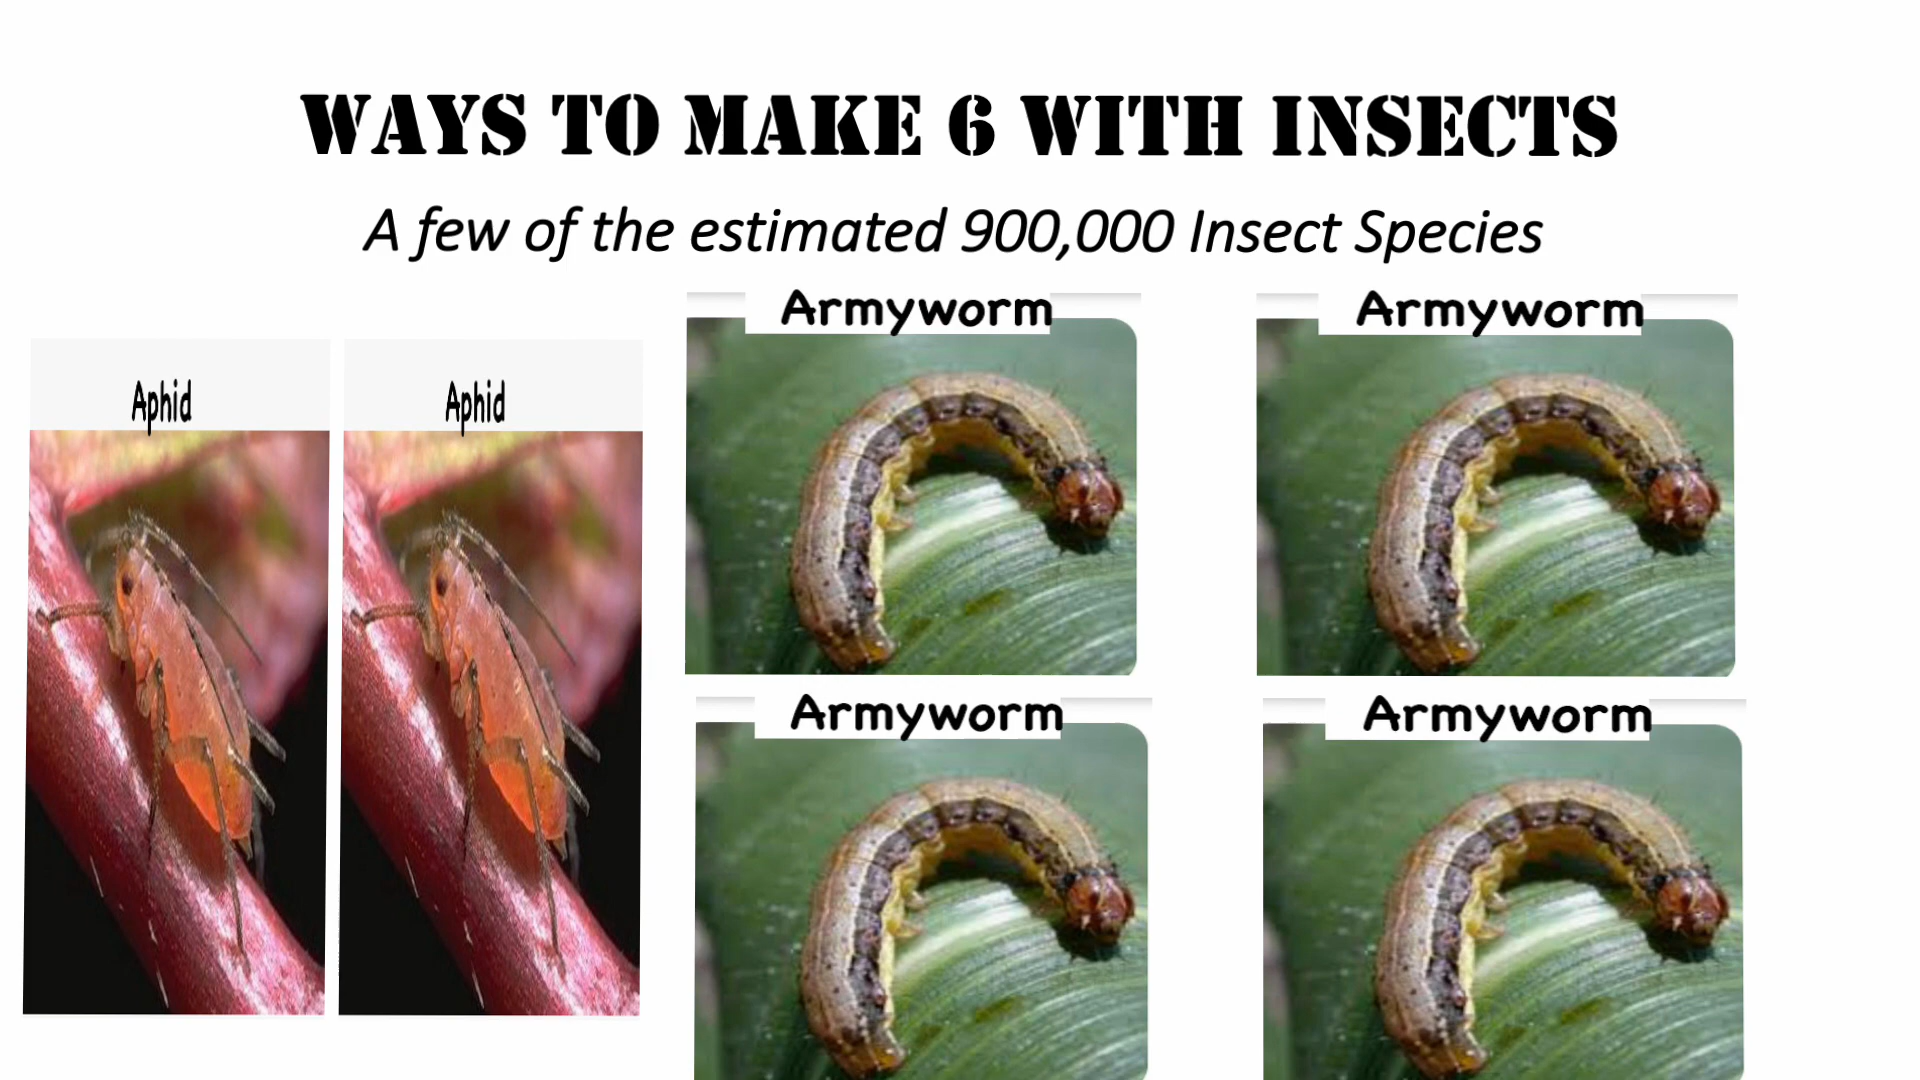 WAYS TO MAKE 6 WITH INSECTS
A few of the estimated 900,000 Insect Species
Aphid
Aphid
Armyworm
Armyworm
Armyworm
Armyworm